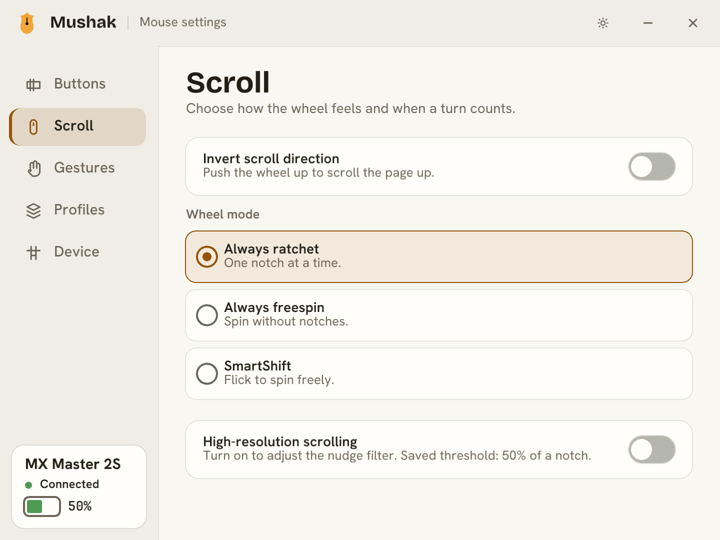 Mushak
Mouse settings
Buttons
Scroll
Gestures
Profiles
Device
MX Master 2S
Connected
50%
Scroll
Choose how the wheel feels and when a turn counts.
Invert scroll direction
Push the wheel up to scroll the page up.
Wheel mode
Always ratchet
One notch at a time.
Always freespin
Spin without notches.
SmartShift
Flick to spin freely.
High-resolution scrolling
Turn on to adjust the nudge filter. Saved threshold: 50% of a notch.